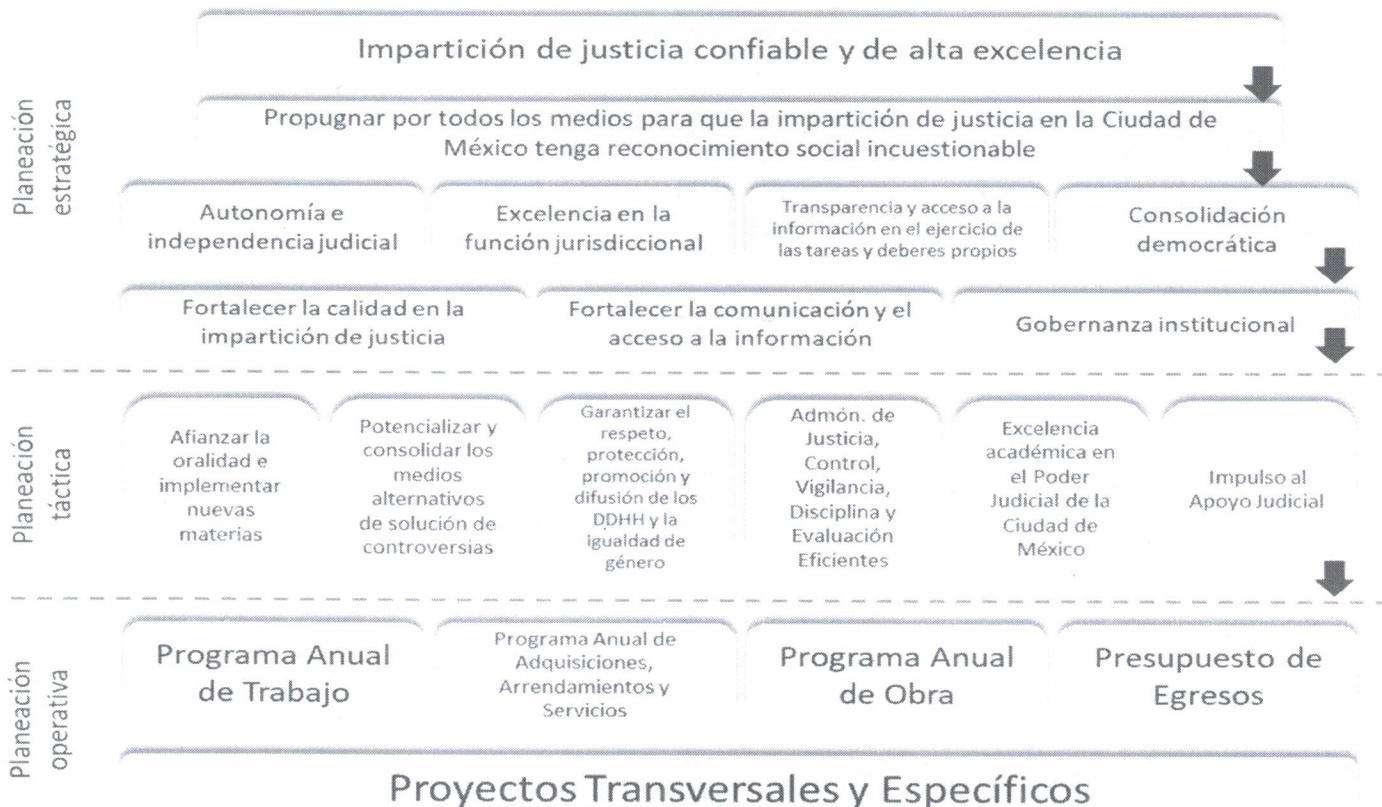 Planeación
estratégica
Impartición de justicia confiable y de alta excelencia
Propugnar por todos los medios para que la impartición de justicia en la Ciudad de
México tenga reconocimiento social incuestionable
Autonomía e
independencia judicial
Excelencia en la
función jurisdiccional
Transparencia y acceso a la
información en el ejercicio de
las tareas y deberes propios
Consolidación
democrática
Fortalecer la calidad en la
impartición de justicia
Fortalecer la comunicación y el
acceso a la información
Gobernanza institucional
Planeación
táctica
Afianzar la
oralidad e
implementar
nuevas
materias
Potencializar y
consolidar los
medios
alternativos
de solución de
controversias
Garantizar el
respeto,
protección,
promoción y
difusión de los
DDHH y la
igualdad de
género
Admón. de
Justicia,
Control,
Vigilancia,
Disciplina y
Evaluación
Eficientes
Excelencia
académica en
el Poder
Judicial de la
Ciudad de
México
Impulso al
Apoyo Judicial
Planeación
operativa
Programa Anual
de Trabajo
Programa Anual de
Adquisiciones,
Arrendamientos y
Servicios
Programa Anual
de Obra
Presupuesto de
Egresos
Proyectos Transversales y Específicos